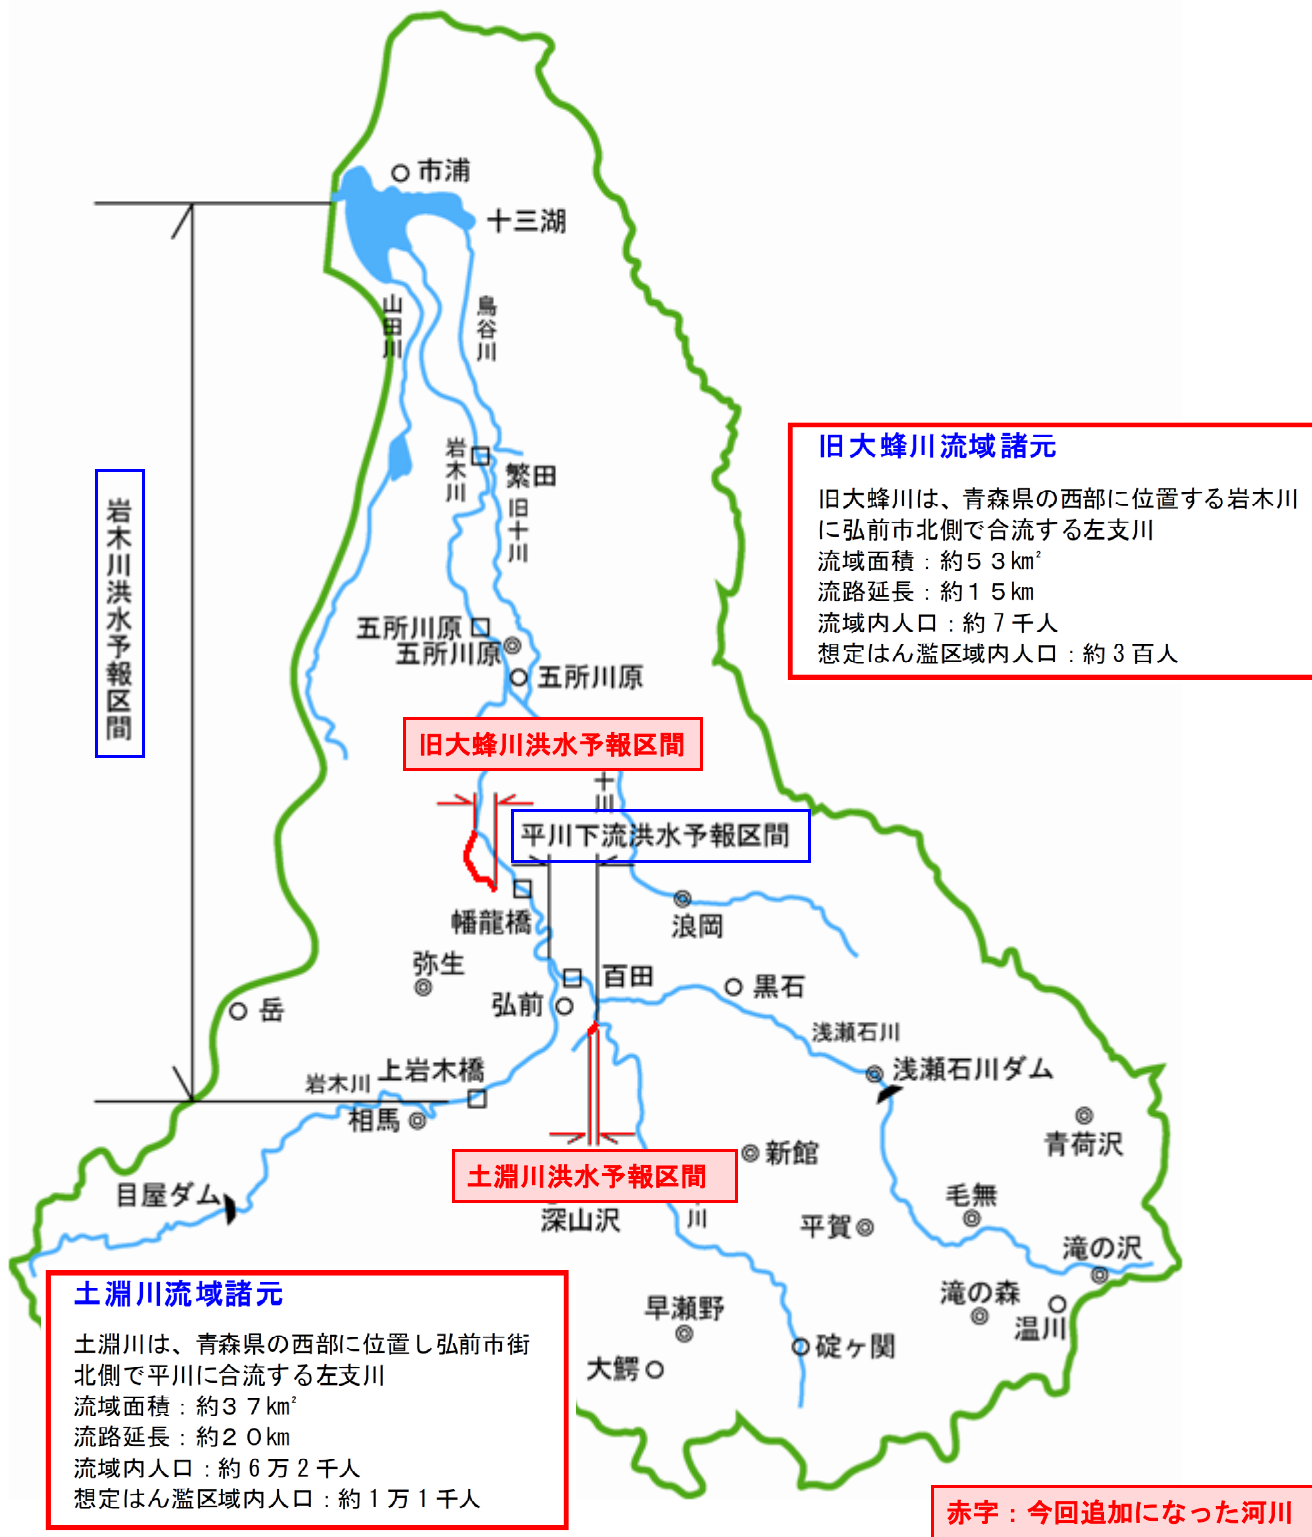 市浦
十三湖
山田川
鳥谷川
岩木川
繁田
旧十川
岩木川洪水予報区間
旧大蜂川流域諸元
旧大蜂川は、青森県の西部に位置する岩木川
に弘前市北側で合流する左支川
流域面積：約５３㎢
流路延長：約１５㎞
流域内人口：約７千人
想定はん濫区域内人口：約３百人
五所川原
五所川原
五所川原
旧大蜂川洪水予報区間
十川
平川下流洪水予報区間
幡龍橋
浪岡
弥生
百田
黒石
弘前
岳
浅瀬石川
浅瀬石川ダム
上岩木橋
岩木川
相馬
青荷沢
新館
土淵川洪水予報区間
目屋ダム
深山沢
川
平賀
毛無
滝の沢
滝の森
温川
早瀬野
碇ヶ関
大鰐
土淵川流域諸元
土淵川は、青森県の西部に位置し弘前市街
北側で平川に合流する左支川
流域面積：約３７㎢
流路延長：約２０㎞
流域内人口：約６万２千人
想定はん濫区域内人口：約１万１千人
赤字：今回追加になった河川